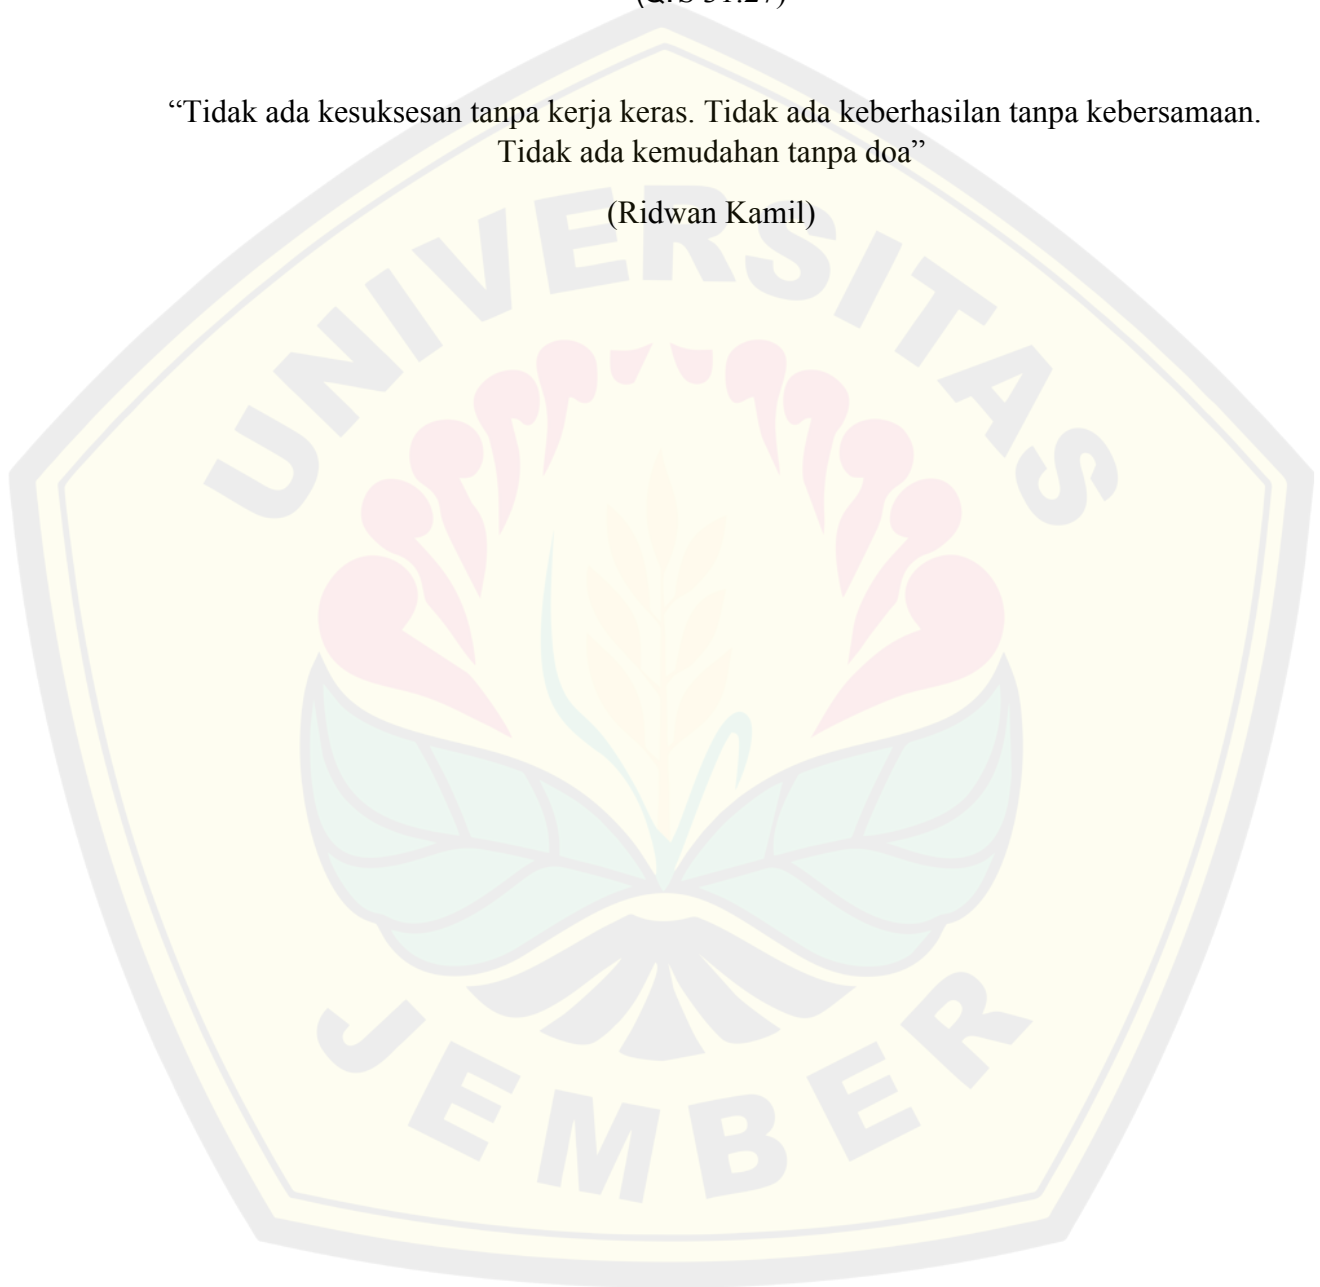 “Tidak ada kesuksesan tanpa kerja keras. Tidak ada keberhasilan tanpa kebersamaan.
Tidak ada kemudahan tanpa doa”
(Ridwan Kamil)
UNIVERSITAS
JEMBER